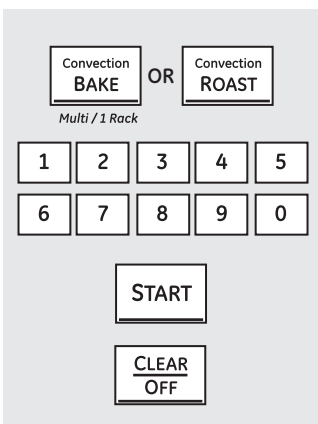 Convection Convection
BAKE OR ROAST
Multi / 1 Rack
1 2 3 4 5
6 7 8 9 0
START
CLEAR
OFF